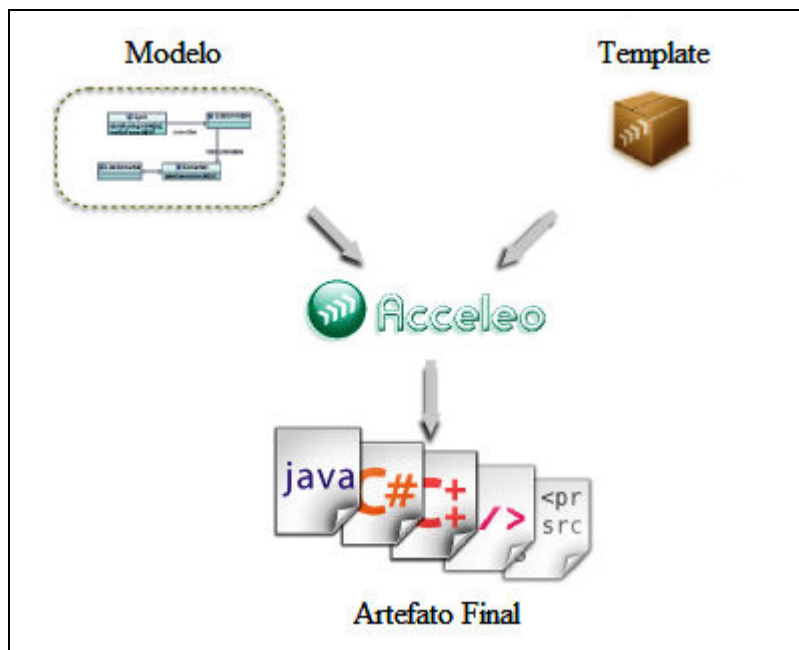 Modelo
Template
Acceleo
java
C#
C++
/>
<pr
src
Artefato Final